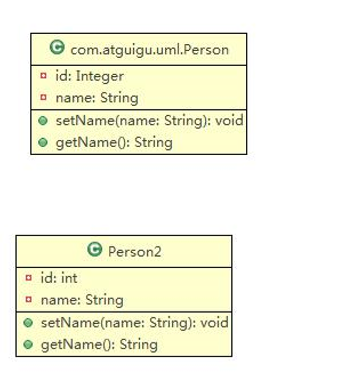 C com.atguigu.uml.Person
id: Integer
name: String
setName(name: String): void
getName(): String
C Person2
id: int
name: String
setName(name: String): void
getName(): String